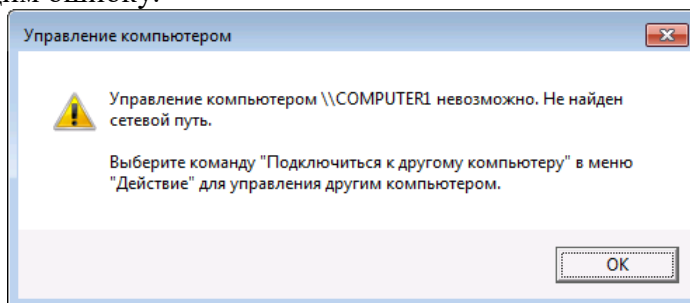 ошибку.
Управление компьютером
Управление компьютером \\COMPUTER1 невозможно. Не найден
сетевой путь.
Выберите команду "Подключиться к другому компьютеру" в меню
"Действие" для управления другим компьютером.
OK